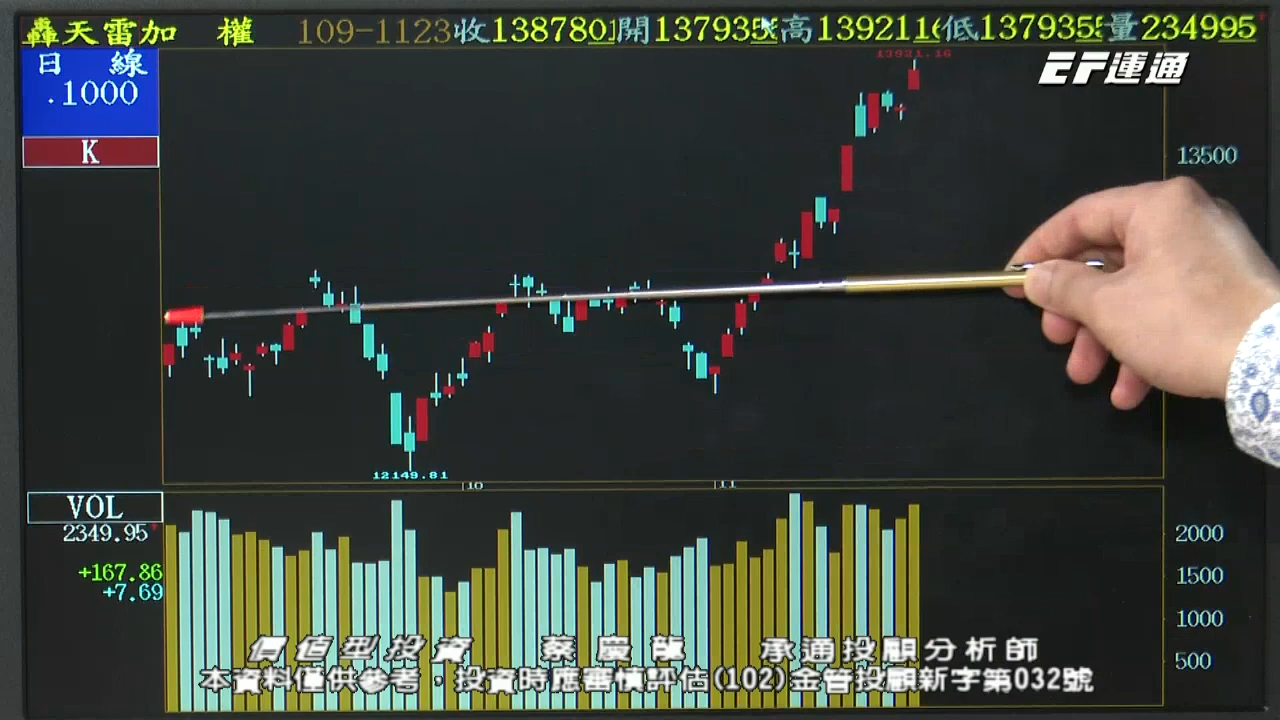 轟天雷加 權 109-1123收1387801開137935高1392116低137935量234995
EF運通
日 線
.1000
K
13921.16
13500
12149.81
10 11
VOL
2349.95
+167.86
+7.69
2000
1500
1000
500
價值型投資 蔡慶龍 承通投顧分析師
本資料僅供參考，投資時應審慎評估(102)金管投顧新字第032號